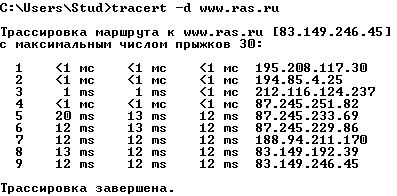 C:\Users\Stud>tracert -d www.ras.ru
Трассировка маршрута к www.ras.ru [83.149.246.45]
с максимальным числом прыжков 30:
1 <1 мс <1 мс <1 мс 195.208.117.30
2 <1 мс <1 мс <1 мс 194.85.4.25
3 1 ms 1 ms <1 мс 212.116.124.237
4 <1 мс <1 мс <1 мс 87.245.251.82
5 20 ms 13 ms 12 ms 87.245.233.69
6 12 ms 13 ms 12 ms 87.245.229.86
7 12 ms 12 ms 12 ms 188.94.211.170
8 13 ms 12 ms 12 ms 83.149.192.39
9 12 ms 12 ms 12 ms 83.149.246.45
Трассировка завершена.